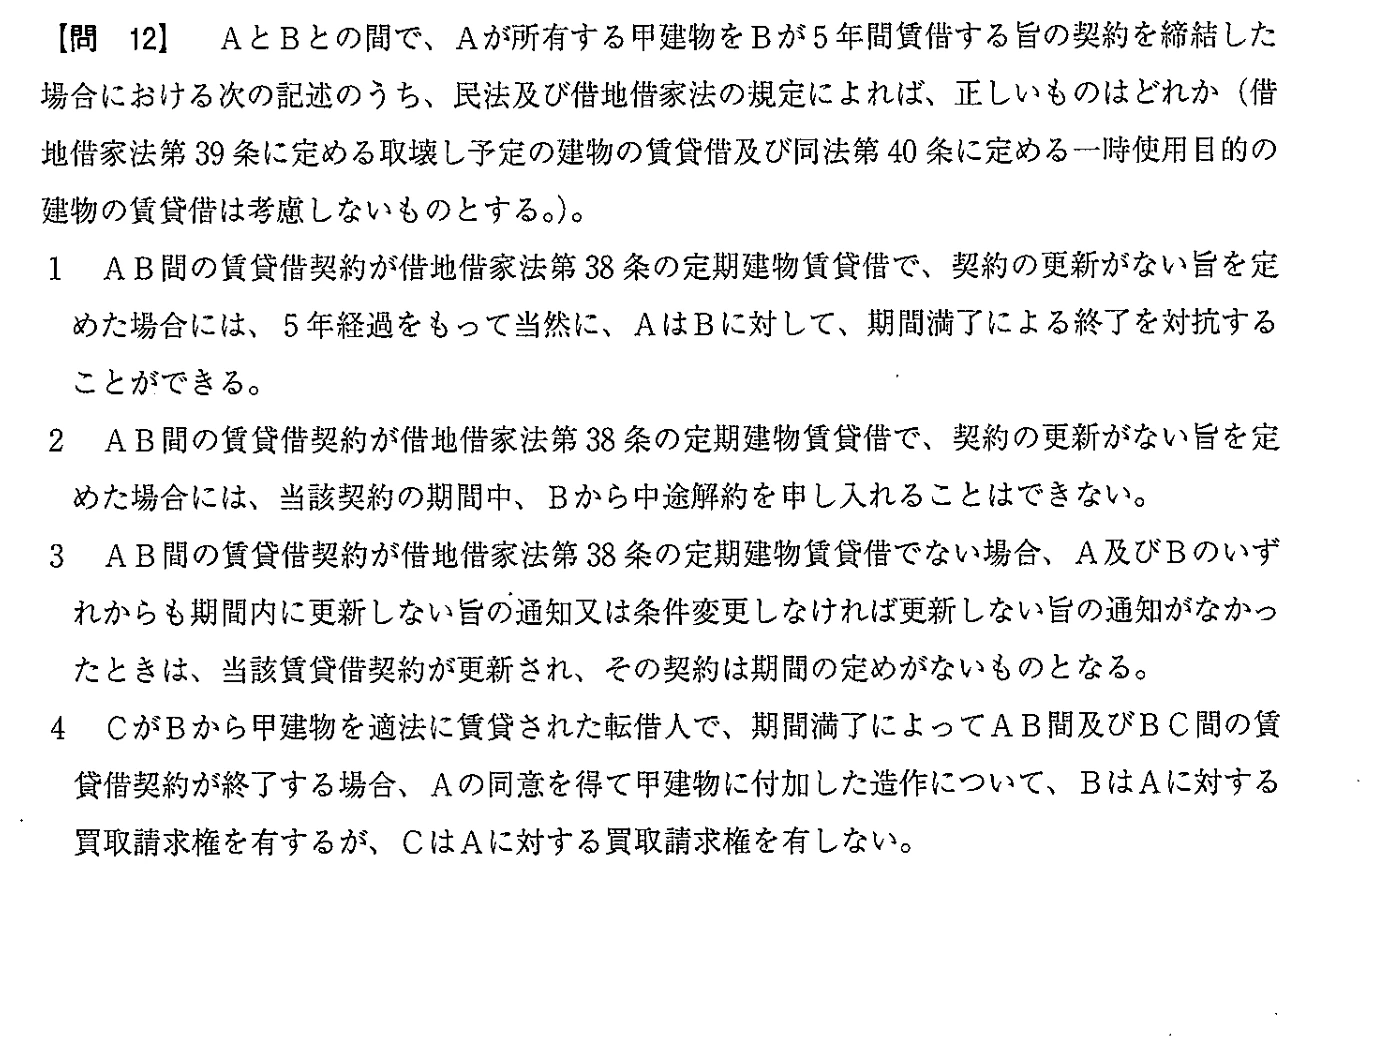 【問 12】 AとBとの間で、Aが所有する甲建物をBが5年間賃借する旨の契約を締結した
場合における次の記述のうち、民法及び借地借家法の規定によれば、正しいものはどれか（借
地借家法第39条に定める取壊し予定の建物の賃貸借及び同法第40条に定める一時使用目的の
建物の賃貸借は考慮しないものとする。）。
1 AB間の賃貸借契約が借地借家法第38条の定期建物賃貸借で、契約の更新がない旨を定
めた場合には、5年経過をもって当然に、AはBに対して、期間満了による終了を対抗する
ことができる。
2 AB間の賃貸借契約が借地借家法第38条の定期建物賃貸借で、契約の更新がない旨を定
めた場合には、当該契約の期間中、Bから中途解約を申し入れることはできない。
3 AB間の賃貸借契約が借地借家法第38条の定期建物賃貸借でない場合、A及びBのいず
れからも期間内に更新しない旨の通知又は条件変更しなければ更新しない旨の通知がなかっ
たときは、当該賃貸借契約が更新され、その契約は期間の定めがないものとなる。
4 CがBから甲建物を適法に賃貸された転借人で、期間満了によってAB間及びBC間の賃
貸借契約が終了する場合、Aの同意を得て甲建物に付加した造作について、BはAに対する
買取請求権を有するが、CはAに対する買取請求権を有しない。